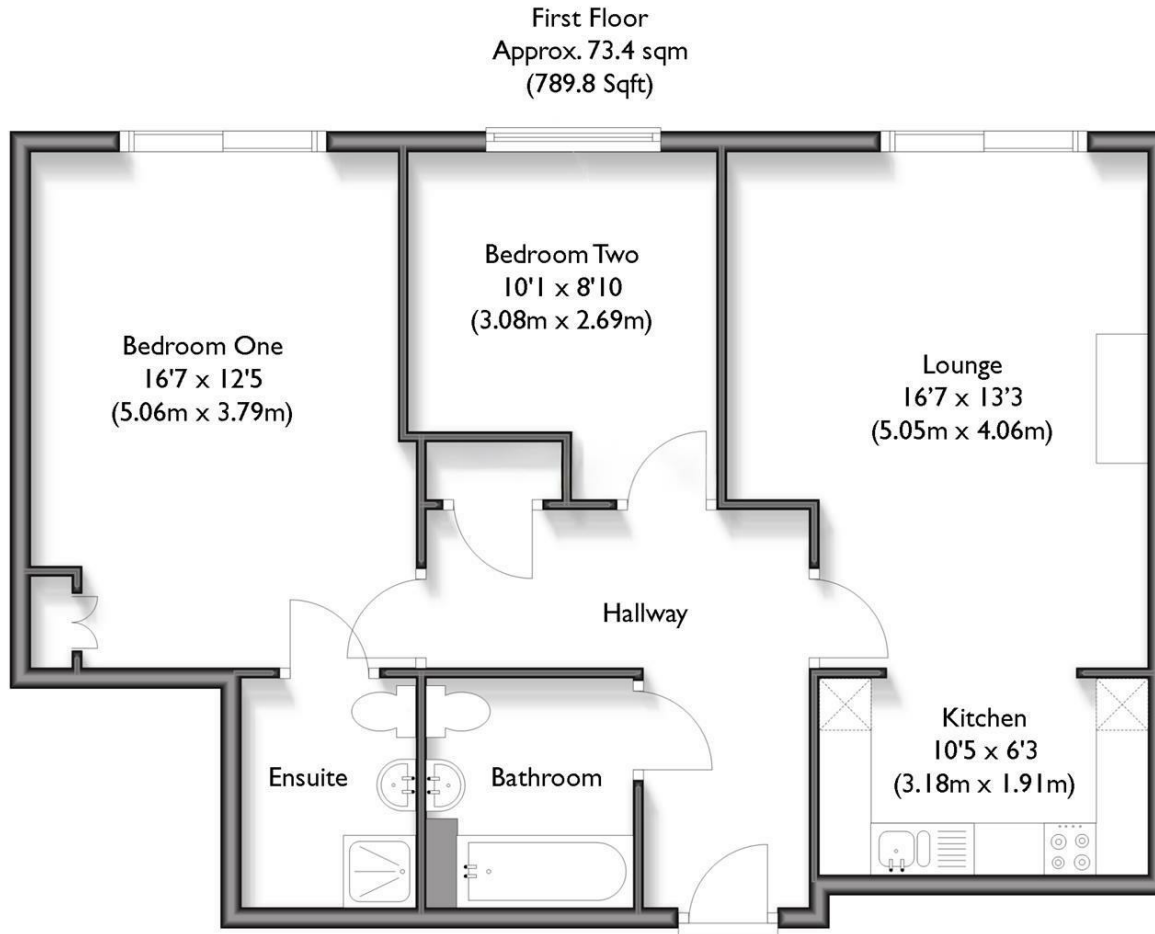 First Floor
Approx. 73.4 sqm
(789.8 Sqft)
Bedroom Two
10'1 x 8'10
(3.08m x 2.69m)
Bedroom One
16'7 x 12'5
(5.06m x 3.79m)
Lounge
16’7 x 13’3
(5.05m x 4.06m)
Hallway
Kitchen
10'5 x 6'3
(3.18m x 1.91m)
Ensuite
Bathroom